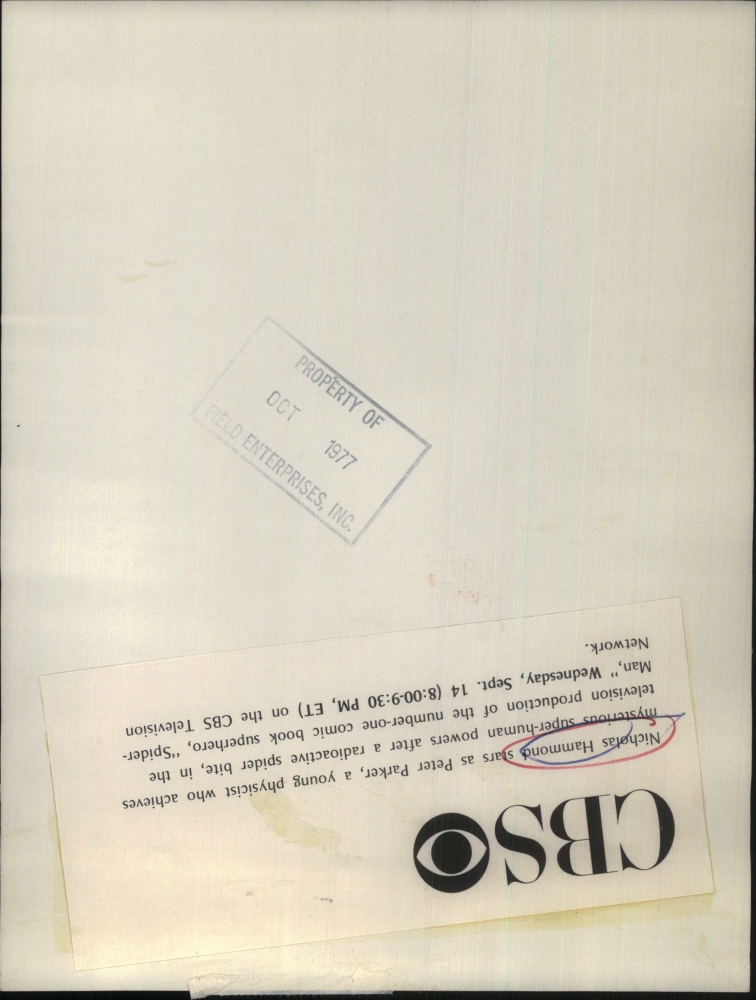 PROPERTY OF
OCT 1977
FIELD ENTERPRISES, INC.
CBS
Nicholas Hammond stars as Peter Parker, a young physicist who achieves
mysterious super-human powers after a radioactive spider bite, in the
television production of the number-one comic book superhero, "Spider-
Man," Wednesday, Sept. 14 (8:00-9:30 PM, ET) on the CBS Television
Network.